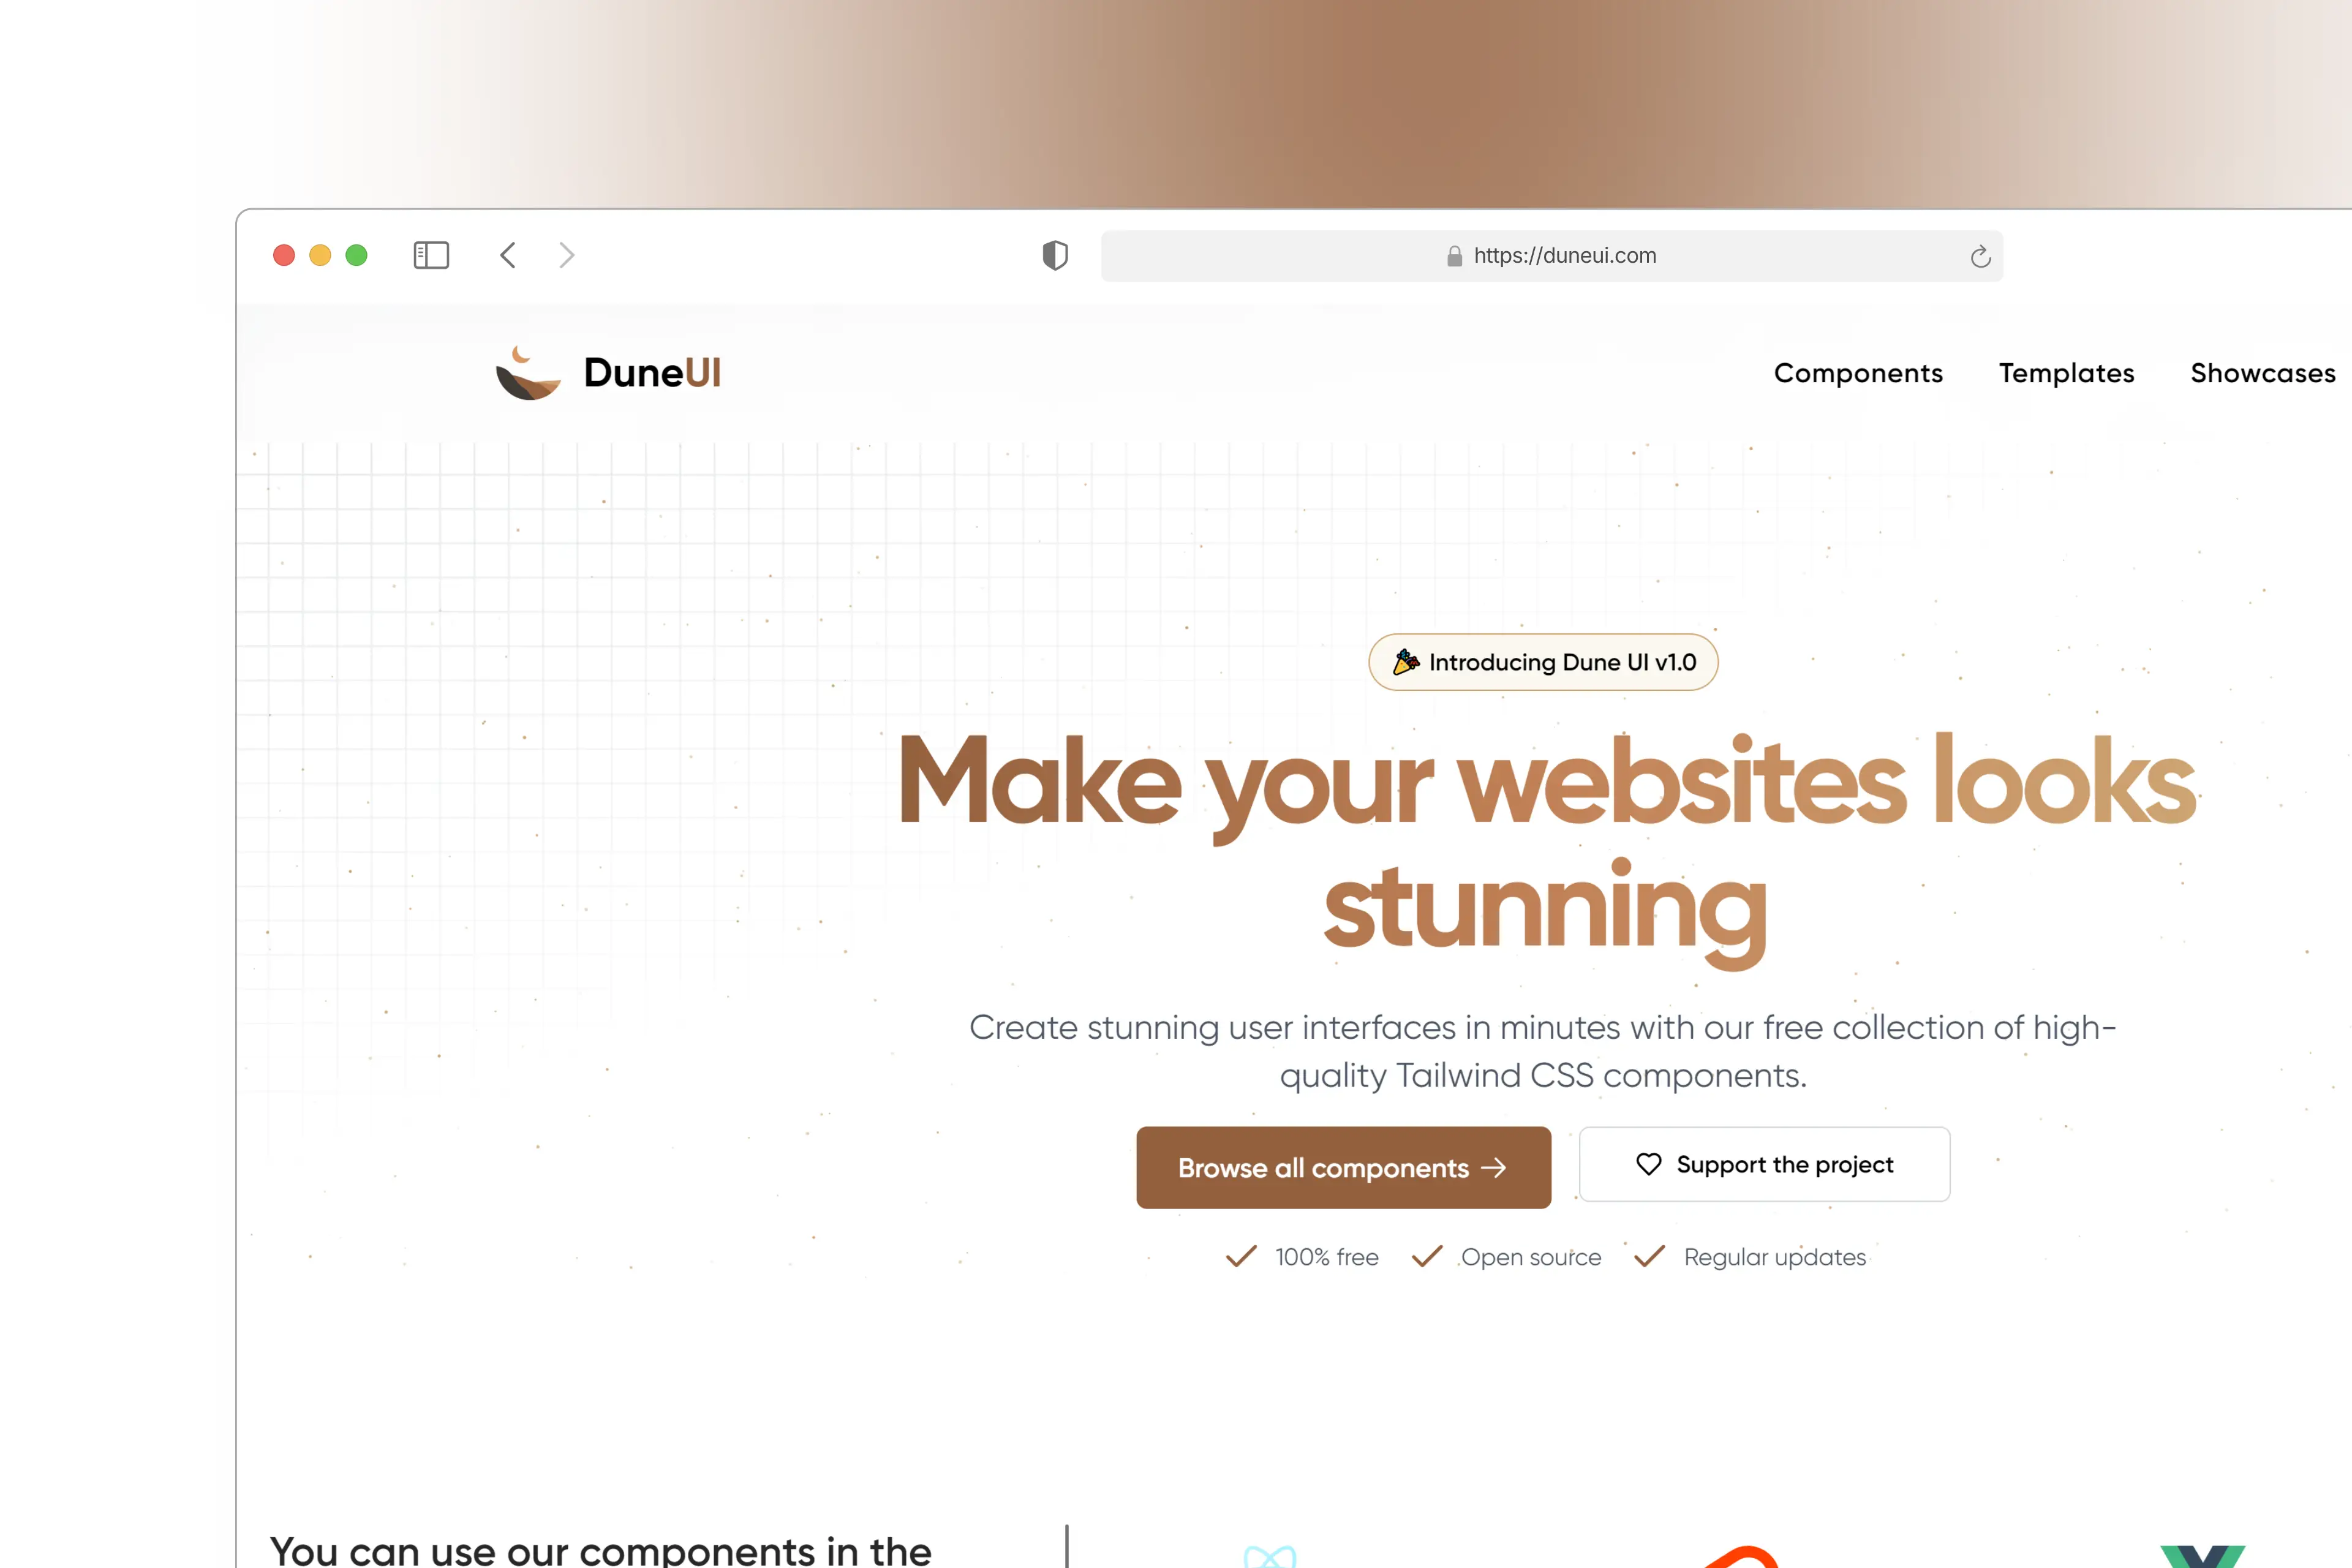 https://duneui.com
DuneUI
Components Templates Showcases
Introducing Dune UI v1.0
Make your websites looks
stunning
Create stunning user interfaces in minutes with our free collection of high-
quality Tailwind CSS components.
Browse all components
Support the project
100% free Open source Regular updates
You can use our components in the